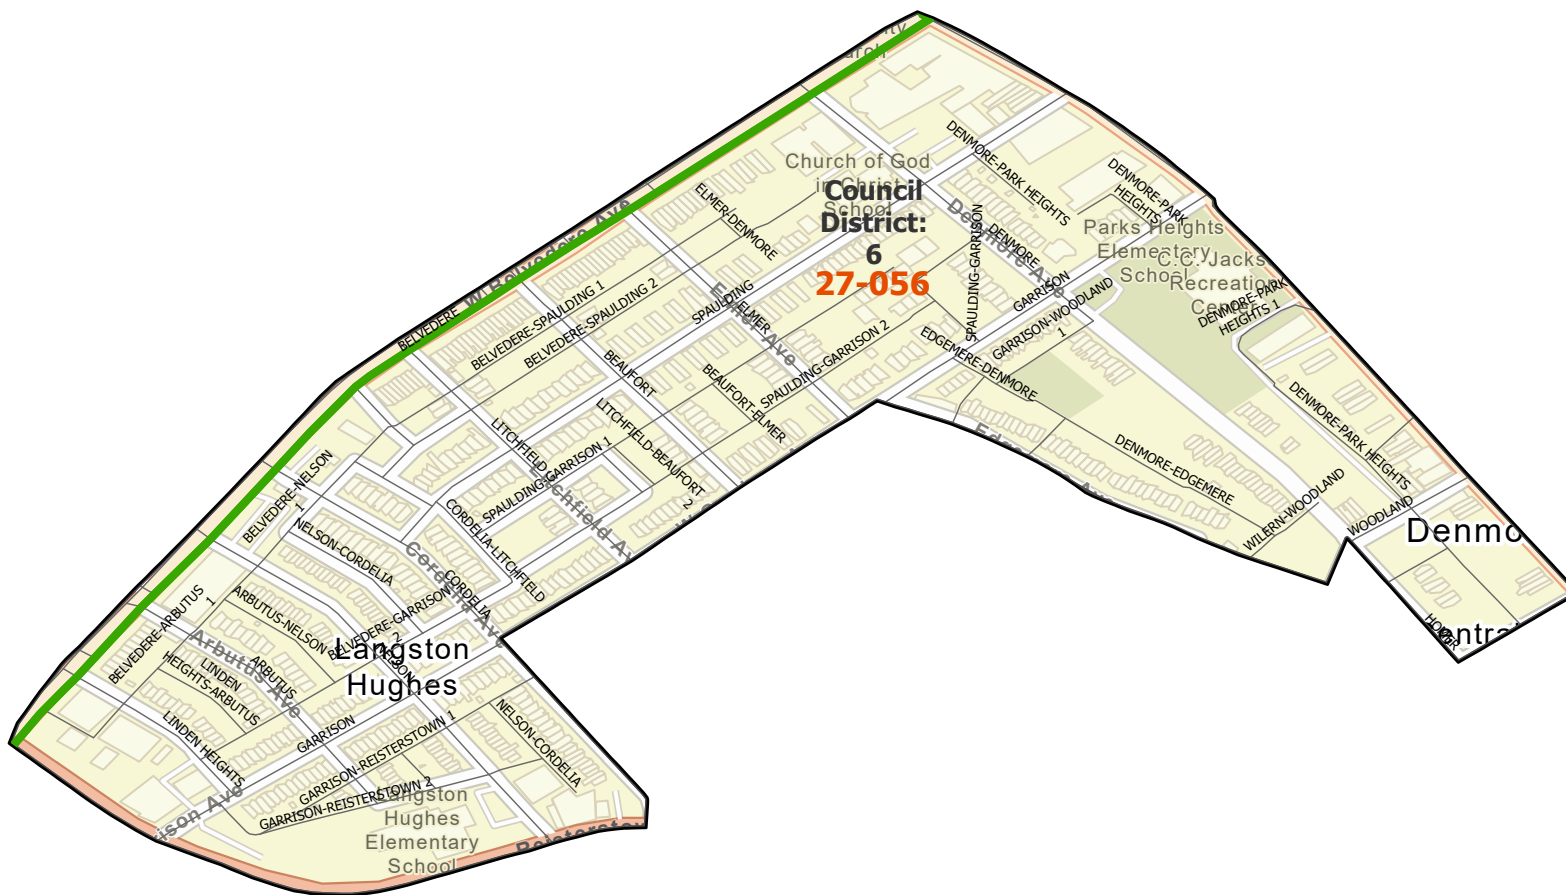 Church of God
in Christ
School
Council
District:
6
27-056
DENMORE-PARK HEIGHTS
DENMORE-PARK
HEIGHTS
Parks Heights
Elementary
School
C.C. Jacks
Recreation
Center
DENMORE-PARK
HEIGHTS 1
ELMER-DENMORE
W Belvedere Ave
BELVEDERE
BELVEDERE-SPAULDING 1
BELVEDERE-SPAULDING 2
SPAULDING
Elmer Ave
ELMER
Denmore Ave
DENMORE
SPAULDING-GARRISON
GARRISON
GARRISON-WOODLAND
1
EDGEMERE-DENMORE
SPAULDING-GARRISON 2
BEAUFORT
BEAUFORT-ELMER
LITCHFIELD-BEAUFORT
2
LITCHFIELD
Litchfield Av
SPAULDING-GARRISON 1
DENMORE-PARK HEIGHTS
DENMORE-EDGEMERE
WILERN-WOODLAND
WOODLAND
Denmo
entra
HOMER
BELVEDERE-NELSON
1
NELSON-CORDELIA
CORDELIA-LITCHFIELD
Cordelia Ave
CORDELIA
BELVEDERE-GARRISON
2
ARBUTUS-NELSON
NELSON
BELVEDERE-ARBUTUS
1
Langston
Hughes
Arbutus Ave
ARBUTUS
LINDEN
HEIGHTS-ARBUTUS
LINDEN HEIGHTS
GARRISON
GARRISON-REISTERSTOWN 1
GARRISON-REISTERSTOWN 2
NELSON-CORDELIA
rison Ave
Langston
Hughes
Elementary
School
Reistersto